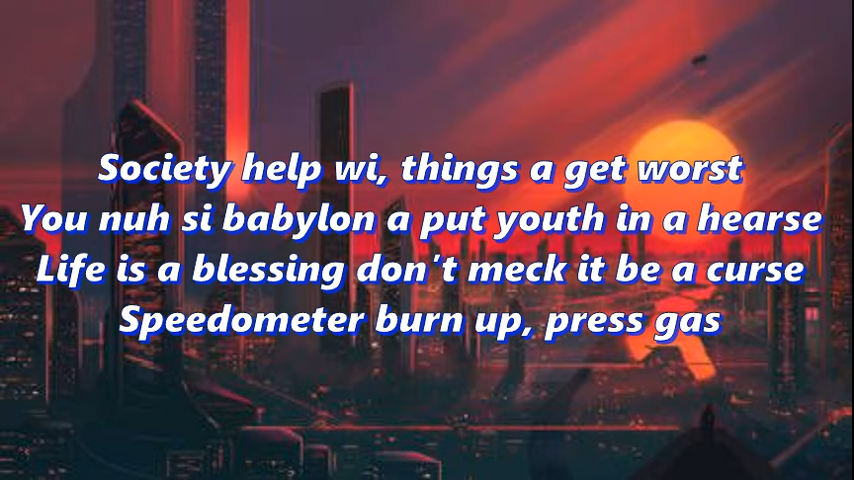 Society help wi, things a get worst
You nuh si babylon a put youth in a hearse
Life is a blessing don't meck it be a curse
Speedometer burn up, press gas